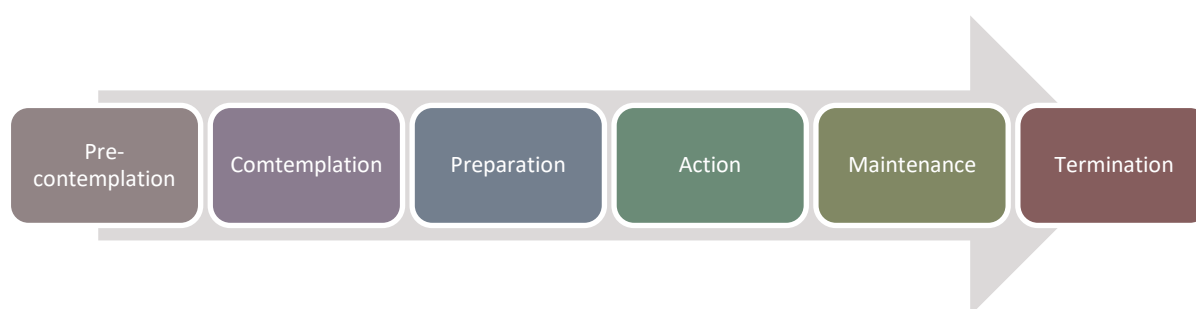 Pre-
contemplation
Comtemplation
Preparation
Action
Maintenance
Termination